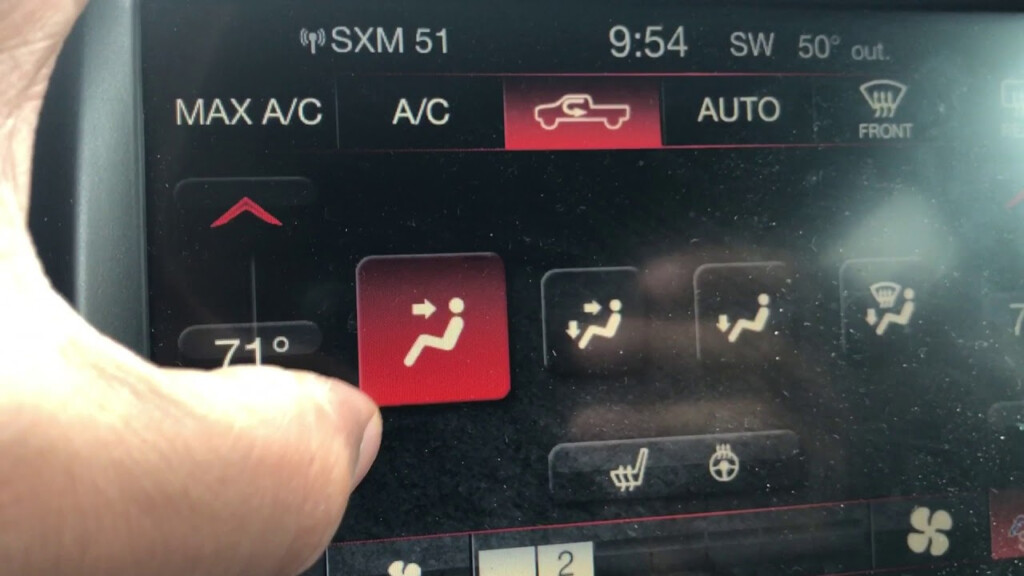 SXM 51 9:54 SW 50° out.
MAX A/C A/C AUTO FRONT
71°
2